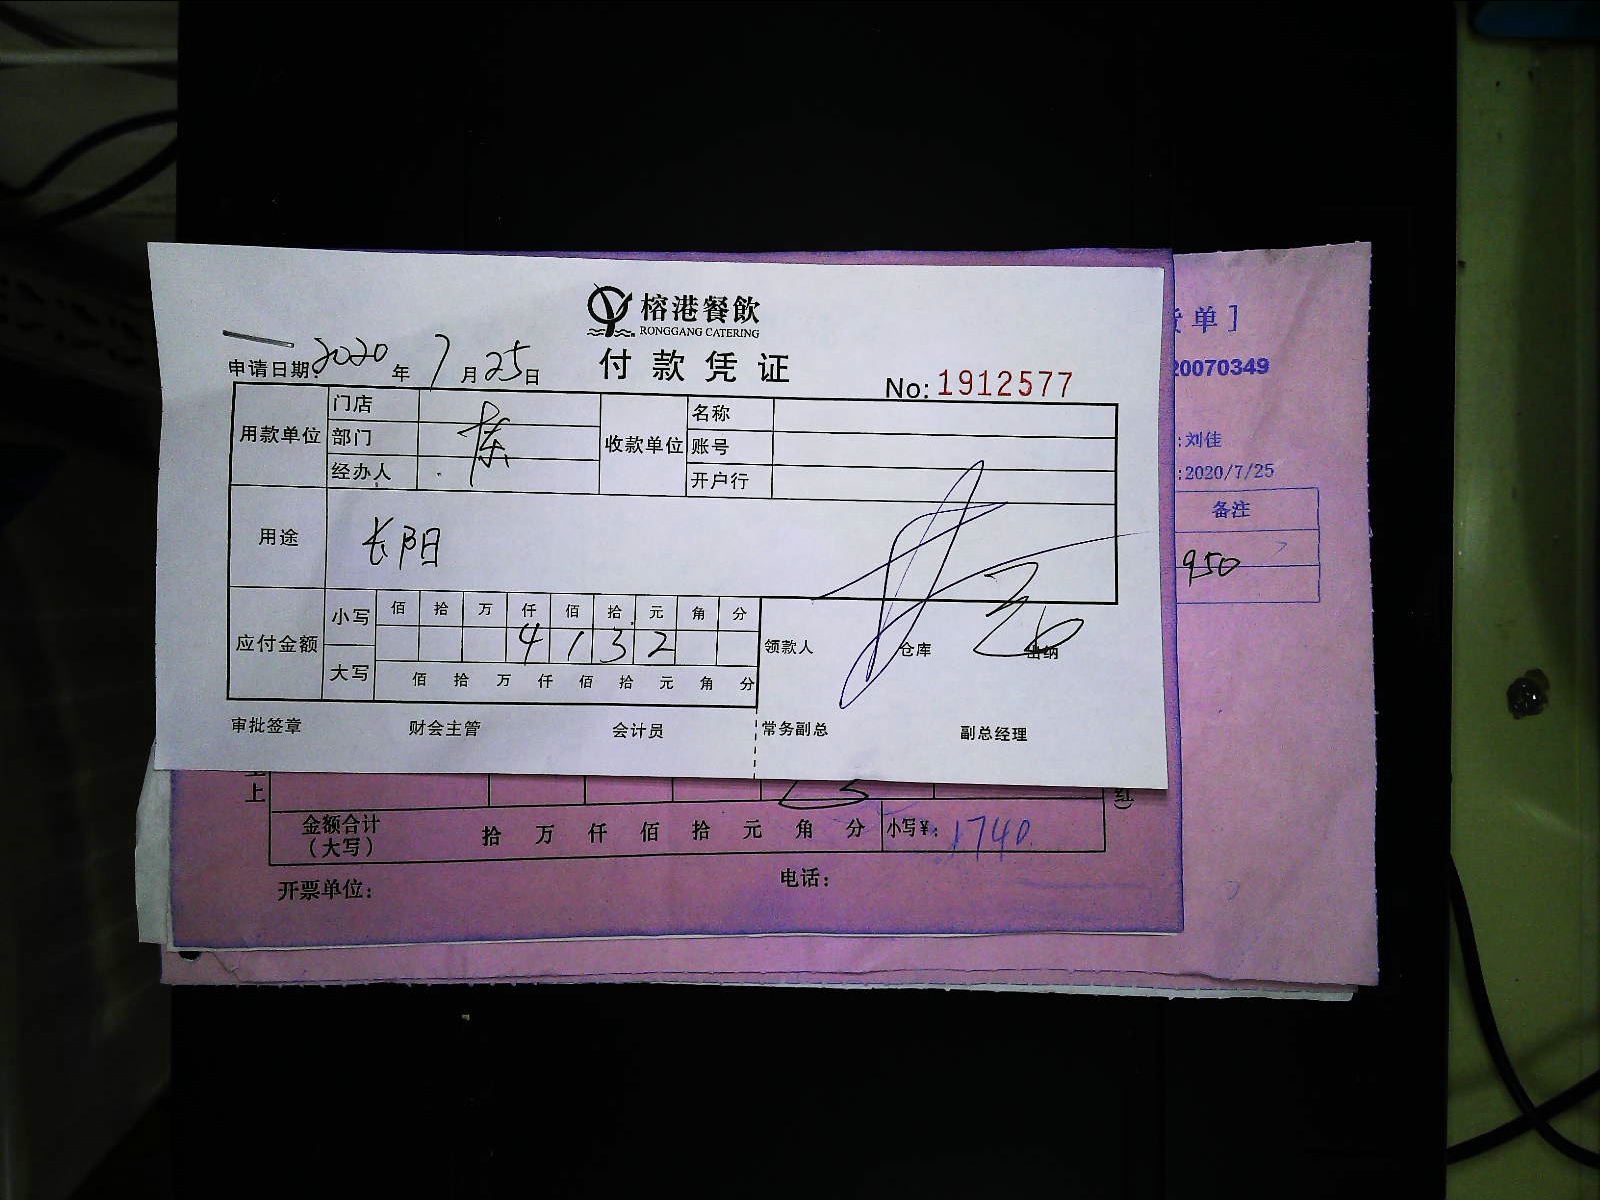 榕港餐飲
RONGGANG CATERING
付款凭证
申请日期:2020年7月25日
No:1912577
用款单位 门店 部门 经办人
收款单位 名称 账号 开户行
用途 长阳
应付金额 小写 佰 拾 万 仟 佰 拾 元 角 分
4 1 3 2
大写 佰 拾 万 仟 佰 拾 元 角 分
领款人 仓库 出纳
审批签章 财会主管 会计员 常务副总 副总经理
单]
20070349
:刘佳
:2020/7/25
备注
950
上
金额合计(大写) 拾 万 仟 佰 拾 元 角 分 小写¥:1740
开票单位: 电话: